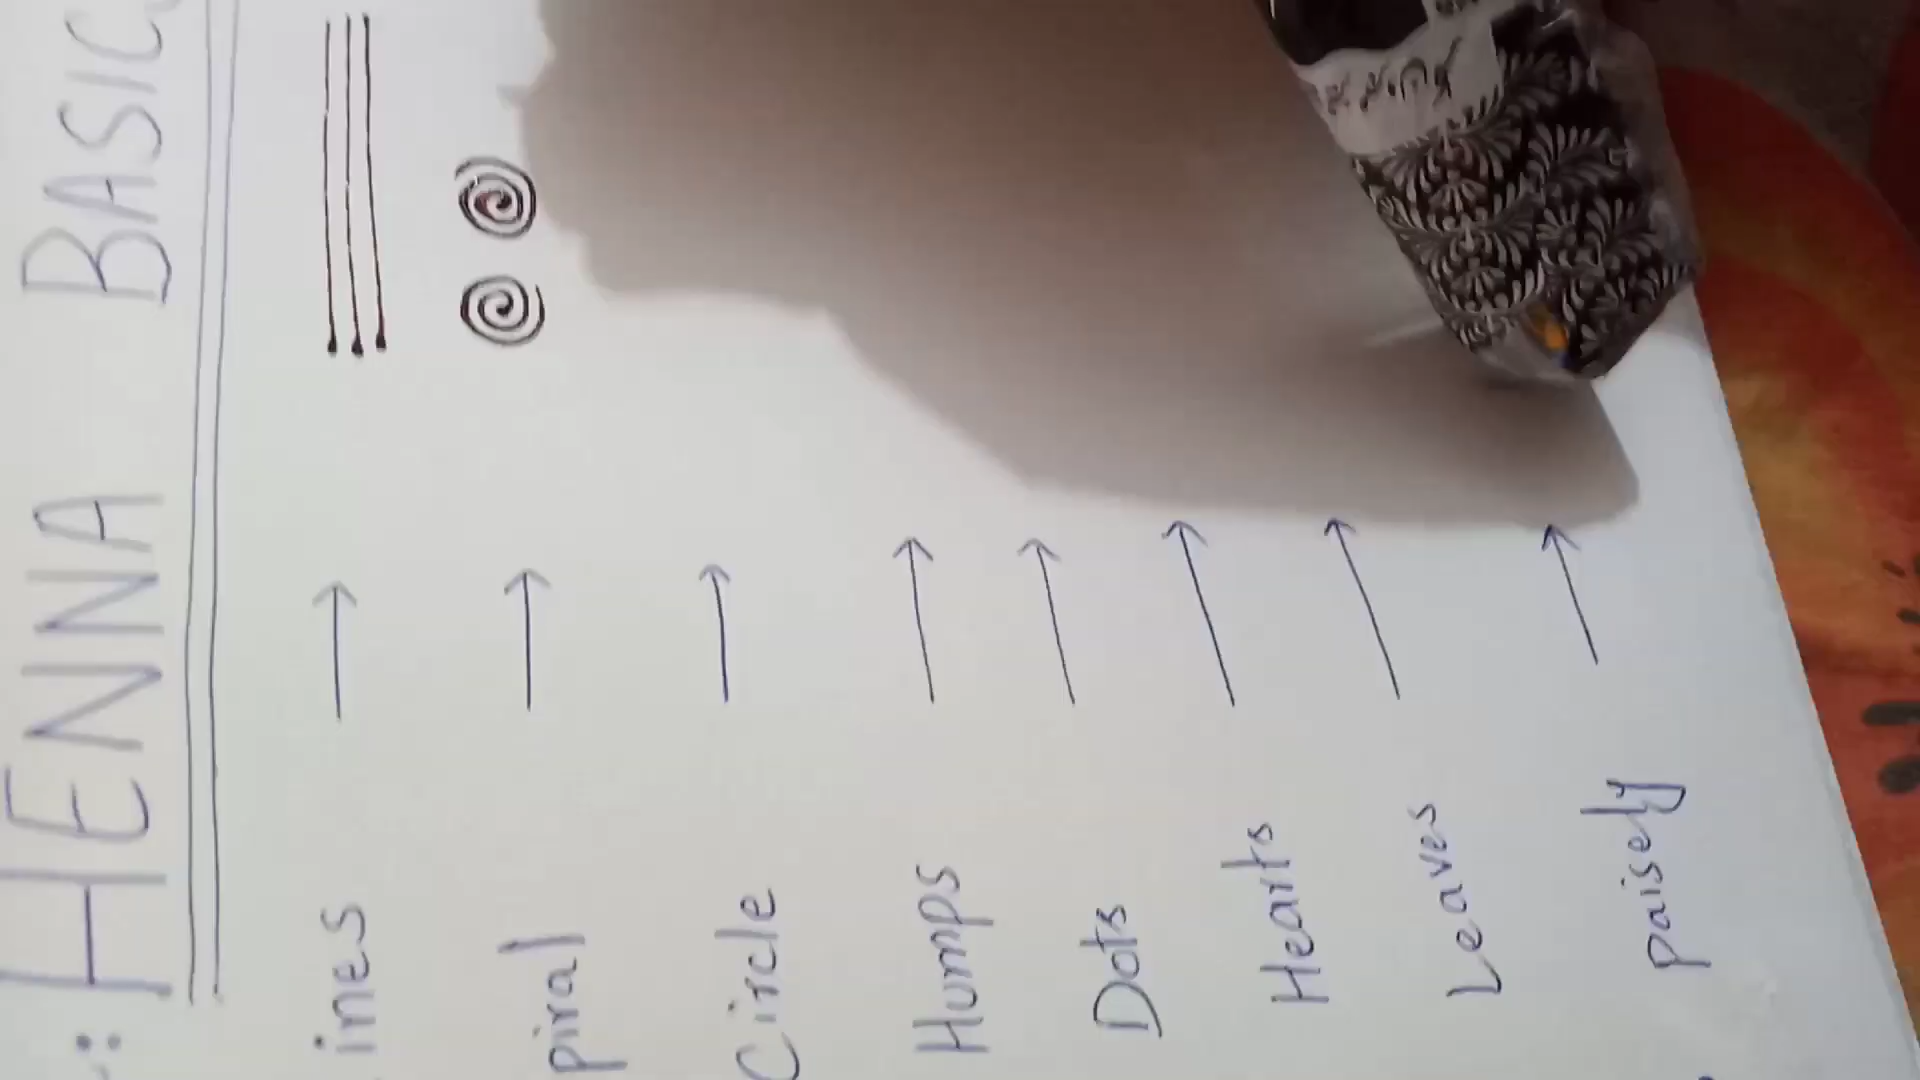 : HENNA BASIC
ines
piral
Circle
Humps
Dots
Hearts
Leaves
Paisely